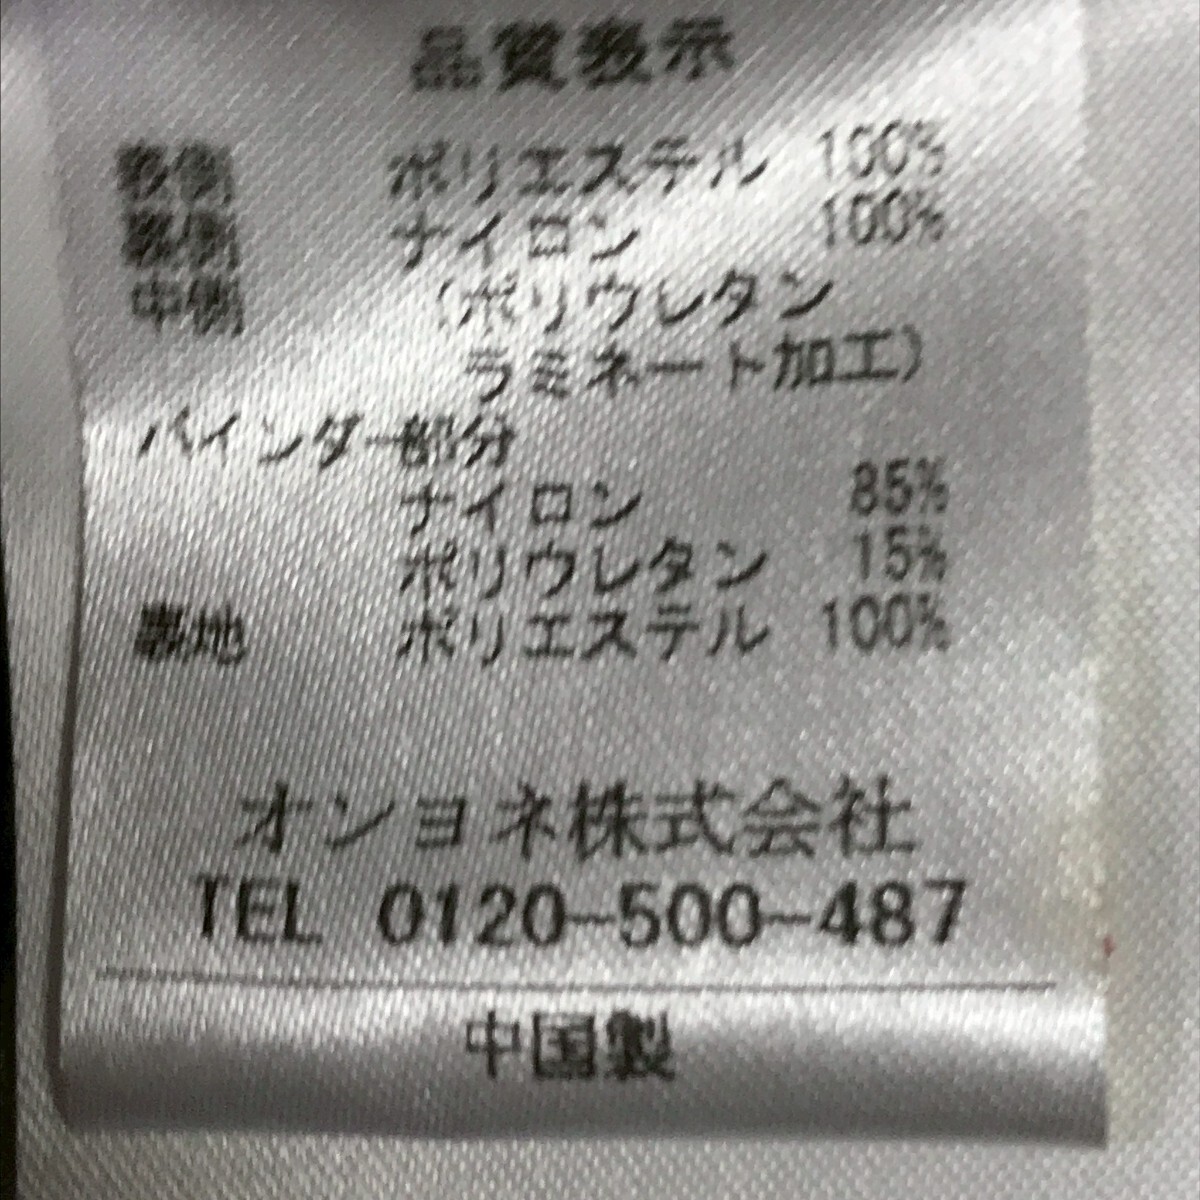 品質表示
表側 ポリエステル 100%
裏側 ナイロン 100%
中側 (ポリウレタン
ラミネート加工)
バインダー部分
ナイロン 85%
ポリウレタン 15%
裏地 ポリエステル 100%
オンヨネ株式会社
TEL 0120-500-487
中国製